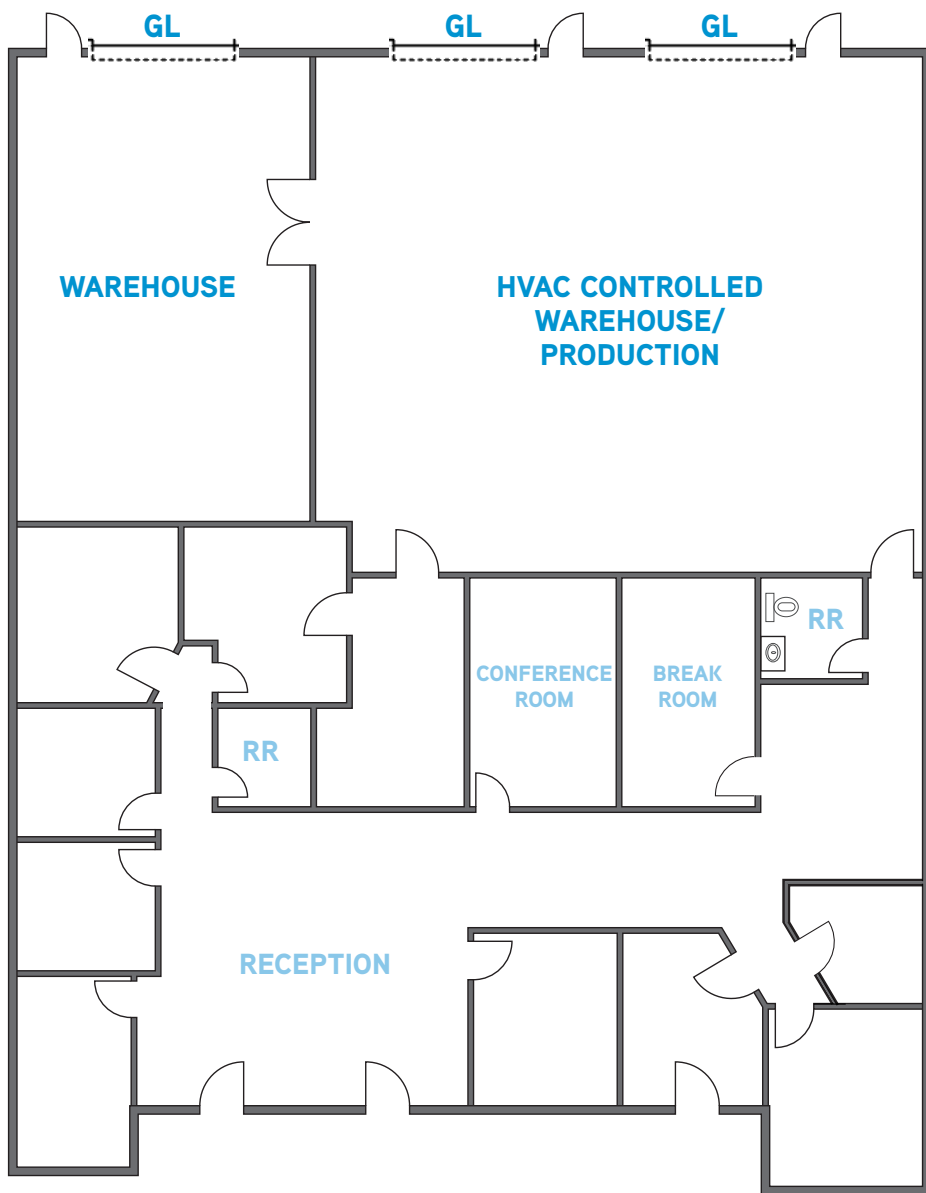 GL
GL
GL
WAREHOUSE
HVAC CONTROLLED
WAREHOUSE/
PRODUCTION
RR
CONFERENCE
ROOM
BREAK
ROOM
RR
RECEPTION